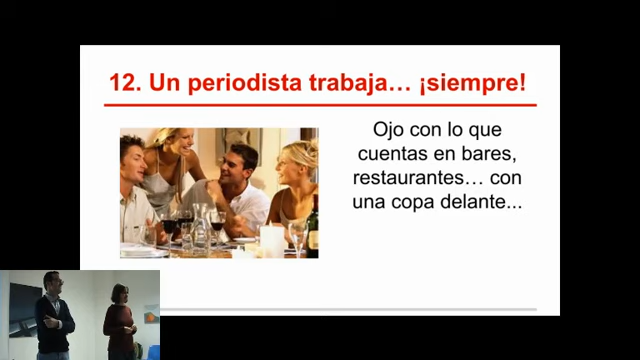 12. Un periodista trabaja… ¡siempre!
Ojo con lo que
cuentas en bares,
restaurantes… con
una copa delante...